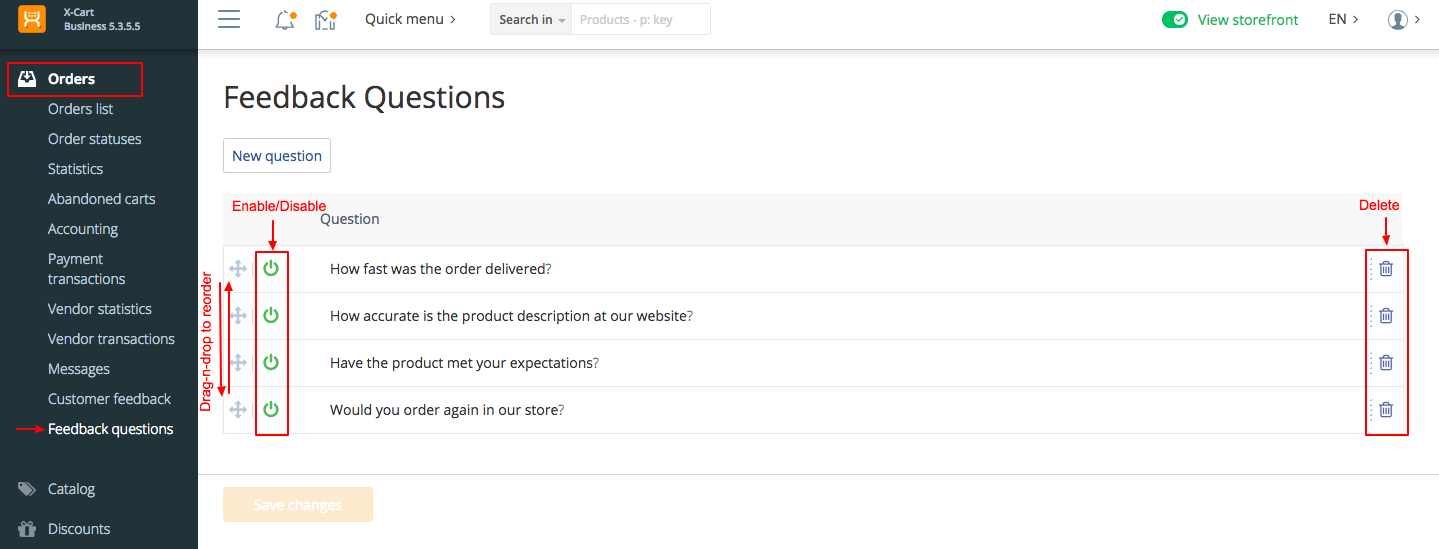 X-Cart
Business 5.3.5.5
Quick menu
Search in
Products - p: key
View storefront
EN
Orders
Orders list
Order statuses
Statistics
Abandoned carts
Accounting
Payment
transactions
Vendor statistics
Vendor transactions
Messages
Customer feedback
Feedback questions
Catalog
Discounts
Feedback Questions
New question
Enable/Disable
Question
Delete
Drag-n-drop to reorder
How fast was the order delivered?
How accurate is the product description at our website?
Have the product met your expectations?
Would you order again in our store?
Save changes